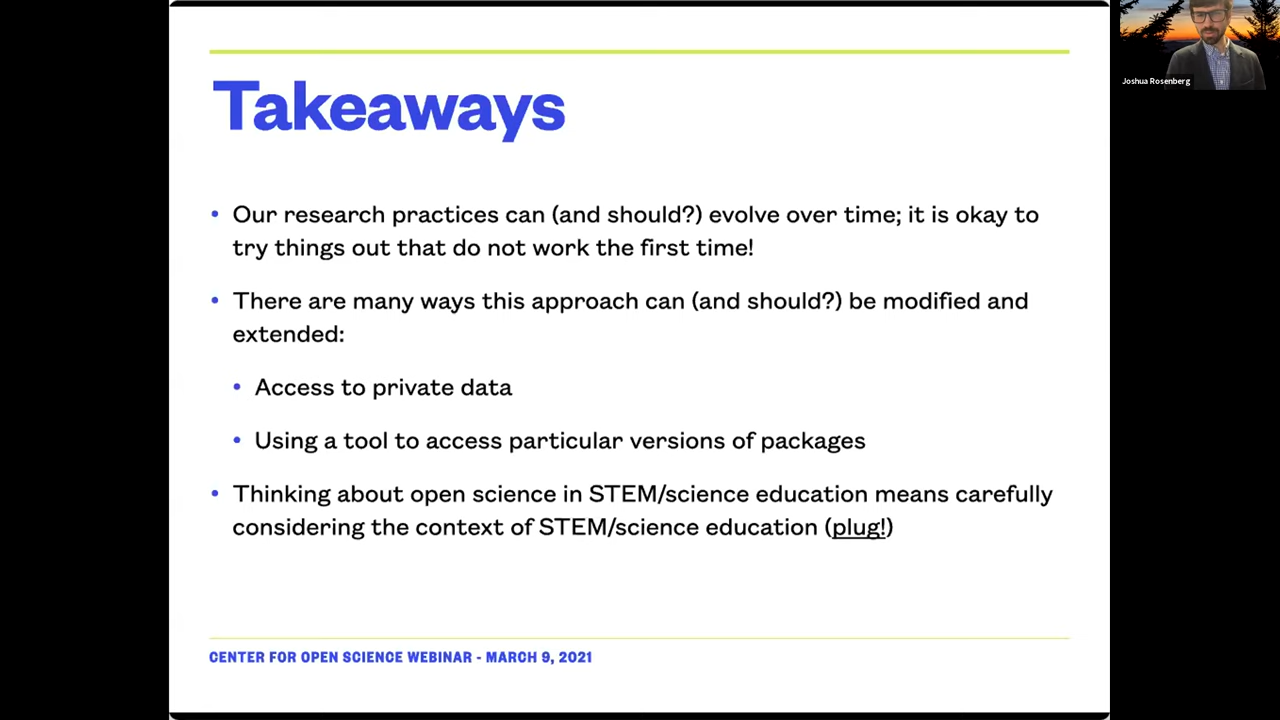 Takeaways
• Our research practices can (and should?) evolve over time; it is okay to
try things out that do not work the first time!
• There are many ways this approach can (and should?) be modified and
extended:
• Access to private data
• Using a tool to access particular versions of packages
• Thinking about open science in STEM/science education means carefully
considering the context of STEM/science education (plug!)
CENTER FOR OPEN SCIENCE WEBINAR - MARCH 9, 2021
Joshua Rosenberg